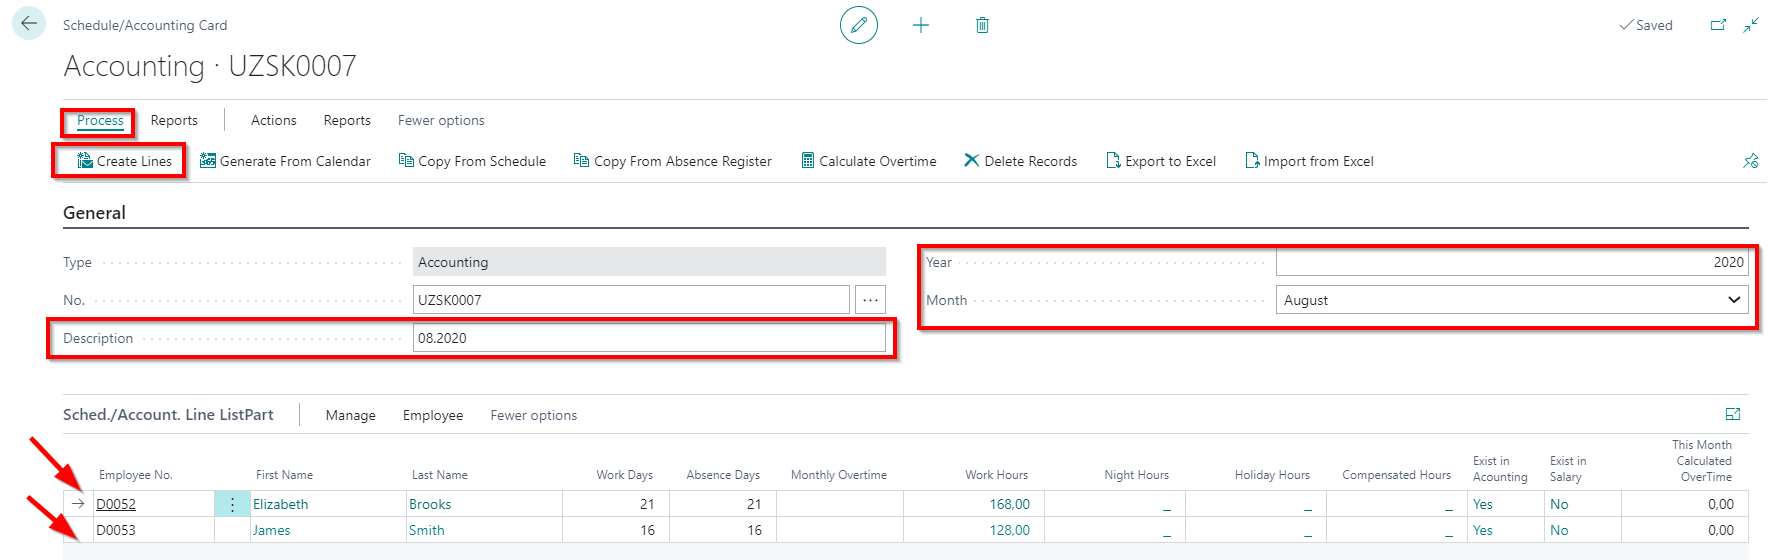 Schedule/Accounting Card
Saved
Accounting · UZSK0007
Process Reports Actions Reports Fewer options
Create Lines Generate From Calendar Copy From Schedule Copy From Absence Register Calculate Overtime Delete Records Export to Excel Import from Excel
General
Type Accounting
Year 2020
No. UZSK0007 ...
Month August
Description 08.2020
Sched./Account. Line ListPart Manage Employee Fewer options
Employee No. First Name Last Name Work Days Absence Days Monthly Overtime Work Hours Night Hours Holiday Hours Compensated Hours Exist in Acounting Exist in Salary This Month Calculated OverTime
D0052 Elizabeth Brooks 21 21 168,00 _ _ _ Yes No 0,00
D0053 James Smith 16 16 128,00 _ _ _ Yes No 0,00